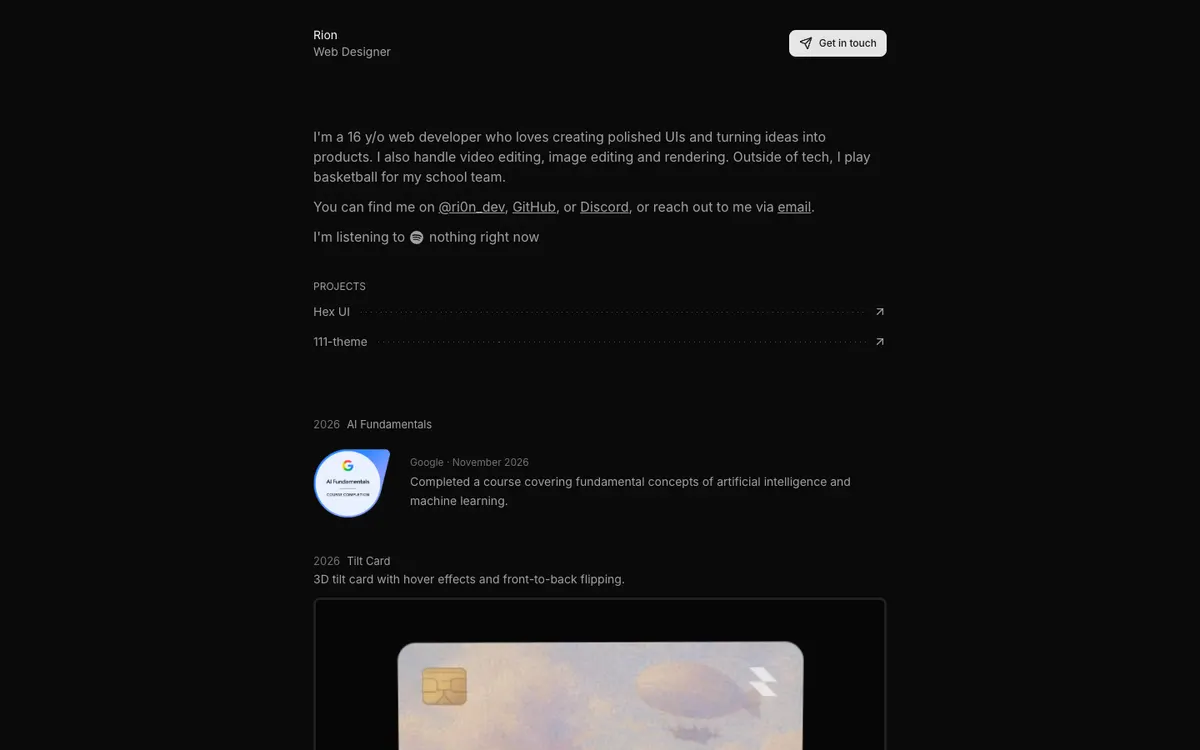 Rion
Web Designer
Get in touch
I'm a 16 y/o web developer who loves creating polished UIs and turning ideas into
products. I also handle video editing, image editing and rendering. Outside of tech, I play
basketball for my school team.
You can find me on @ri0n_dev, GitHub, or Discord, or reach out to me via email.
I'm listening to nothing right now
PROJECTS
Hex UI
111-theme
2026 AI Fundamentals
AI Fundamentals
COURSE COMPLETION
Google · November 2026
Completed a course covering fundamental concepts of artificial intelligence and
machine learning.
2026 Tilt Card
3D tilt card with hover effects and front-to-back flipping.